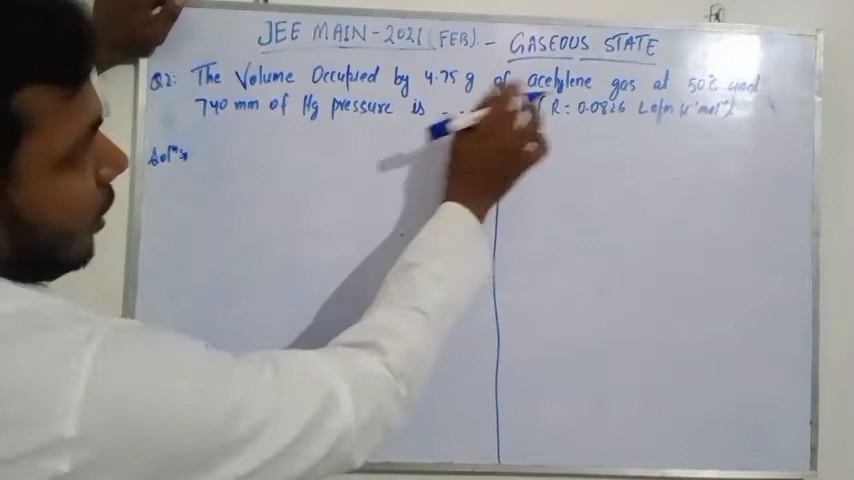 JEE MAIN-2021 (FEB) - GASEOUS STATE
Q2: The Volume Occupied by 4.75 g of acetylene gas at 50°C and
740 mm of Hg pressure is (R: 0.0826 L atm K⁻¹ mol⁻¹)
Solⁿ: